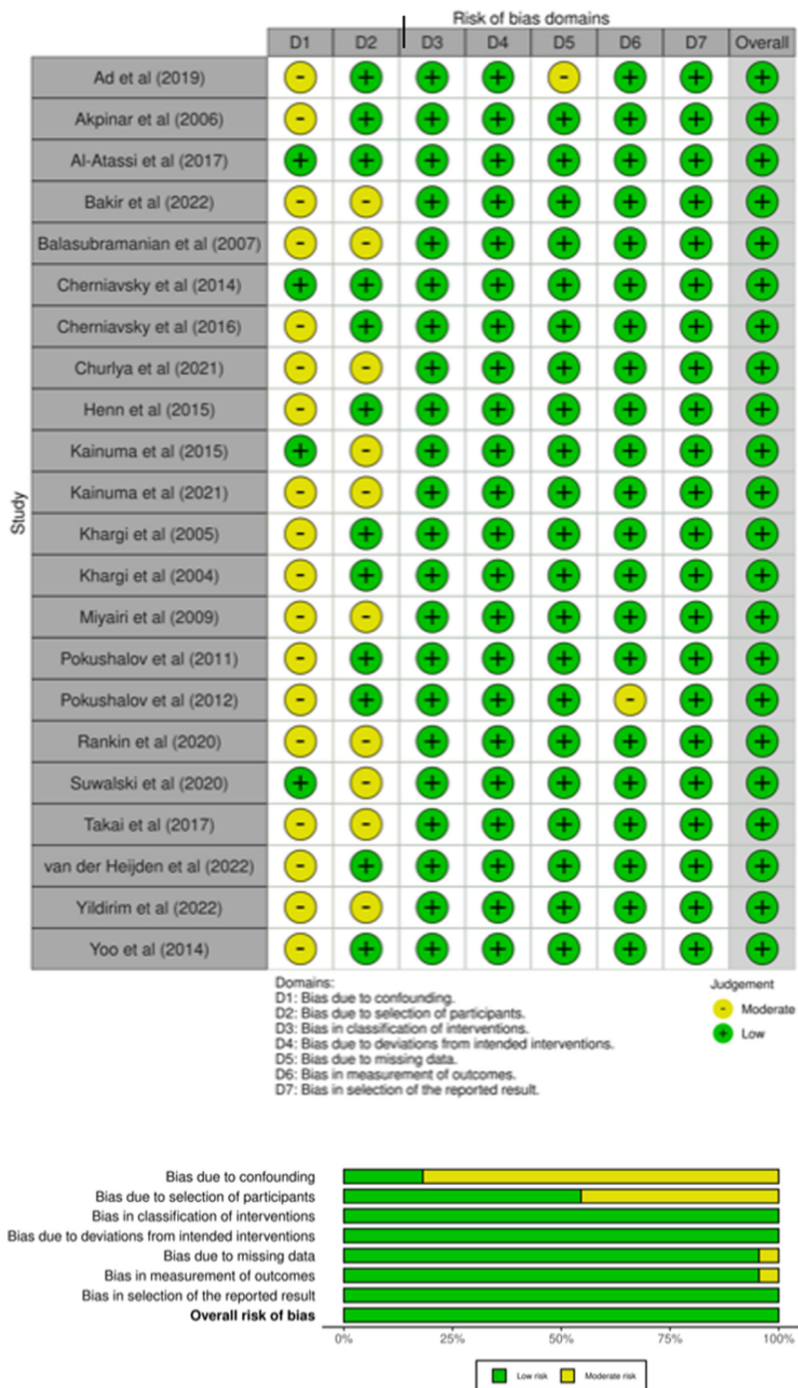 Risk of bias domains
D1 D2 D3 D4 D5 D6 D7 Overall
Study
Ad et al (2019) - + + + - + + +
Akpinar et al (2006) - + + + + + + +
Al-Atassi et al (2017) + + + + + + + +
Bakir et al (2022) - - + + + + + +
Balasubramanian et al (2007) - - + + + + + +
Cherniavsky et al (2014) + + + + + + + +
Cherniavsky et al (2016) - + + + + + + +
Churlya et al (2021) - - + + + + + +
Henn et al (2015) - + + + + + + +
Kainuma et al (2015) + - + + + + + +
Kainuma et al (2021) - - + + + + + +
Khargi et al (2005) - + + + + + + +
Khargi et al (2004) - + + + + + + +
Miyairi et al (2009) - - + + + + + +
Pokushalov et al (2011) - + + + + + + +
Pokushalov et al (2012) - + + + + - + +
Rankin et al (2020) - - + + + + + +
Suwalski et al (2020) + - + + + + + +
Takai et al (2017) - - + + + + + +
van der Heijden et al (2022) - + + + + + + +
Yildirim et al (2022) - - + + + + + +
Yoo et al (2014) - + + + + + + +
Domains:
D1: Bias due to confounding.
D2: Bias due to selection of participants.
D3: Bias in classification of interventions.
D4: Bias due to deviations from intended interventions.
D5: Bias due to missing data.
D6: Bias in measurement of outcomes.
D7: Bias in selection of the reported result.
Judgement
- Moderate
+ Low
Bias due to confounding
Bias due to selection of participants
Bias in classification of interventions
Bias due to deviations from intended interventions
Bias due to missing data
Bias in measurement of outcomes
Bias in selection of the reported result
Overall risk of bias
0% 25% 50% 75% 100%
Low risk Moderate risk